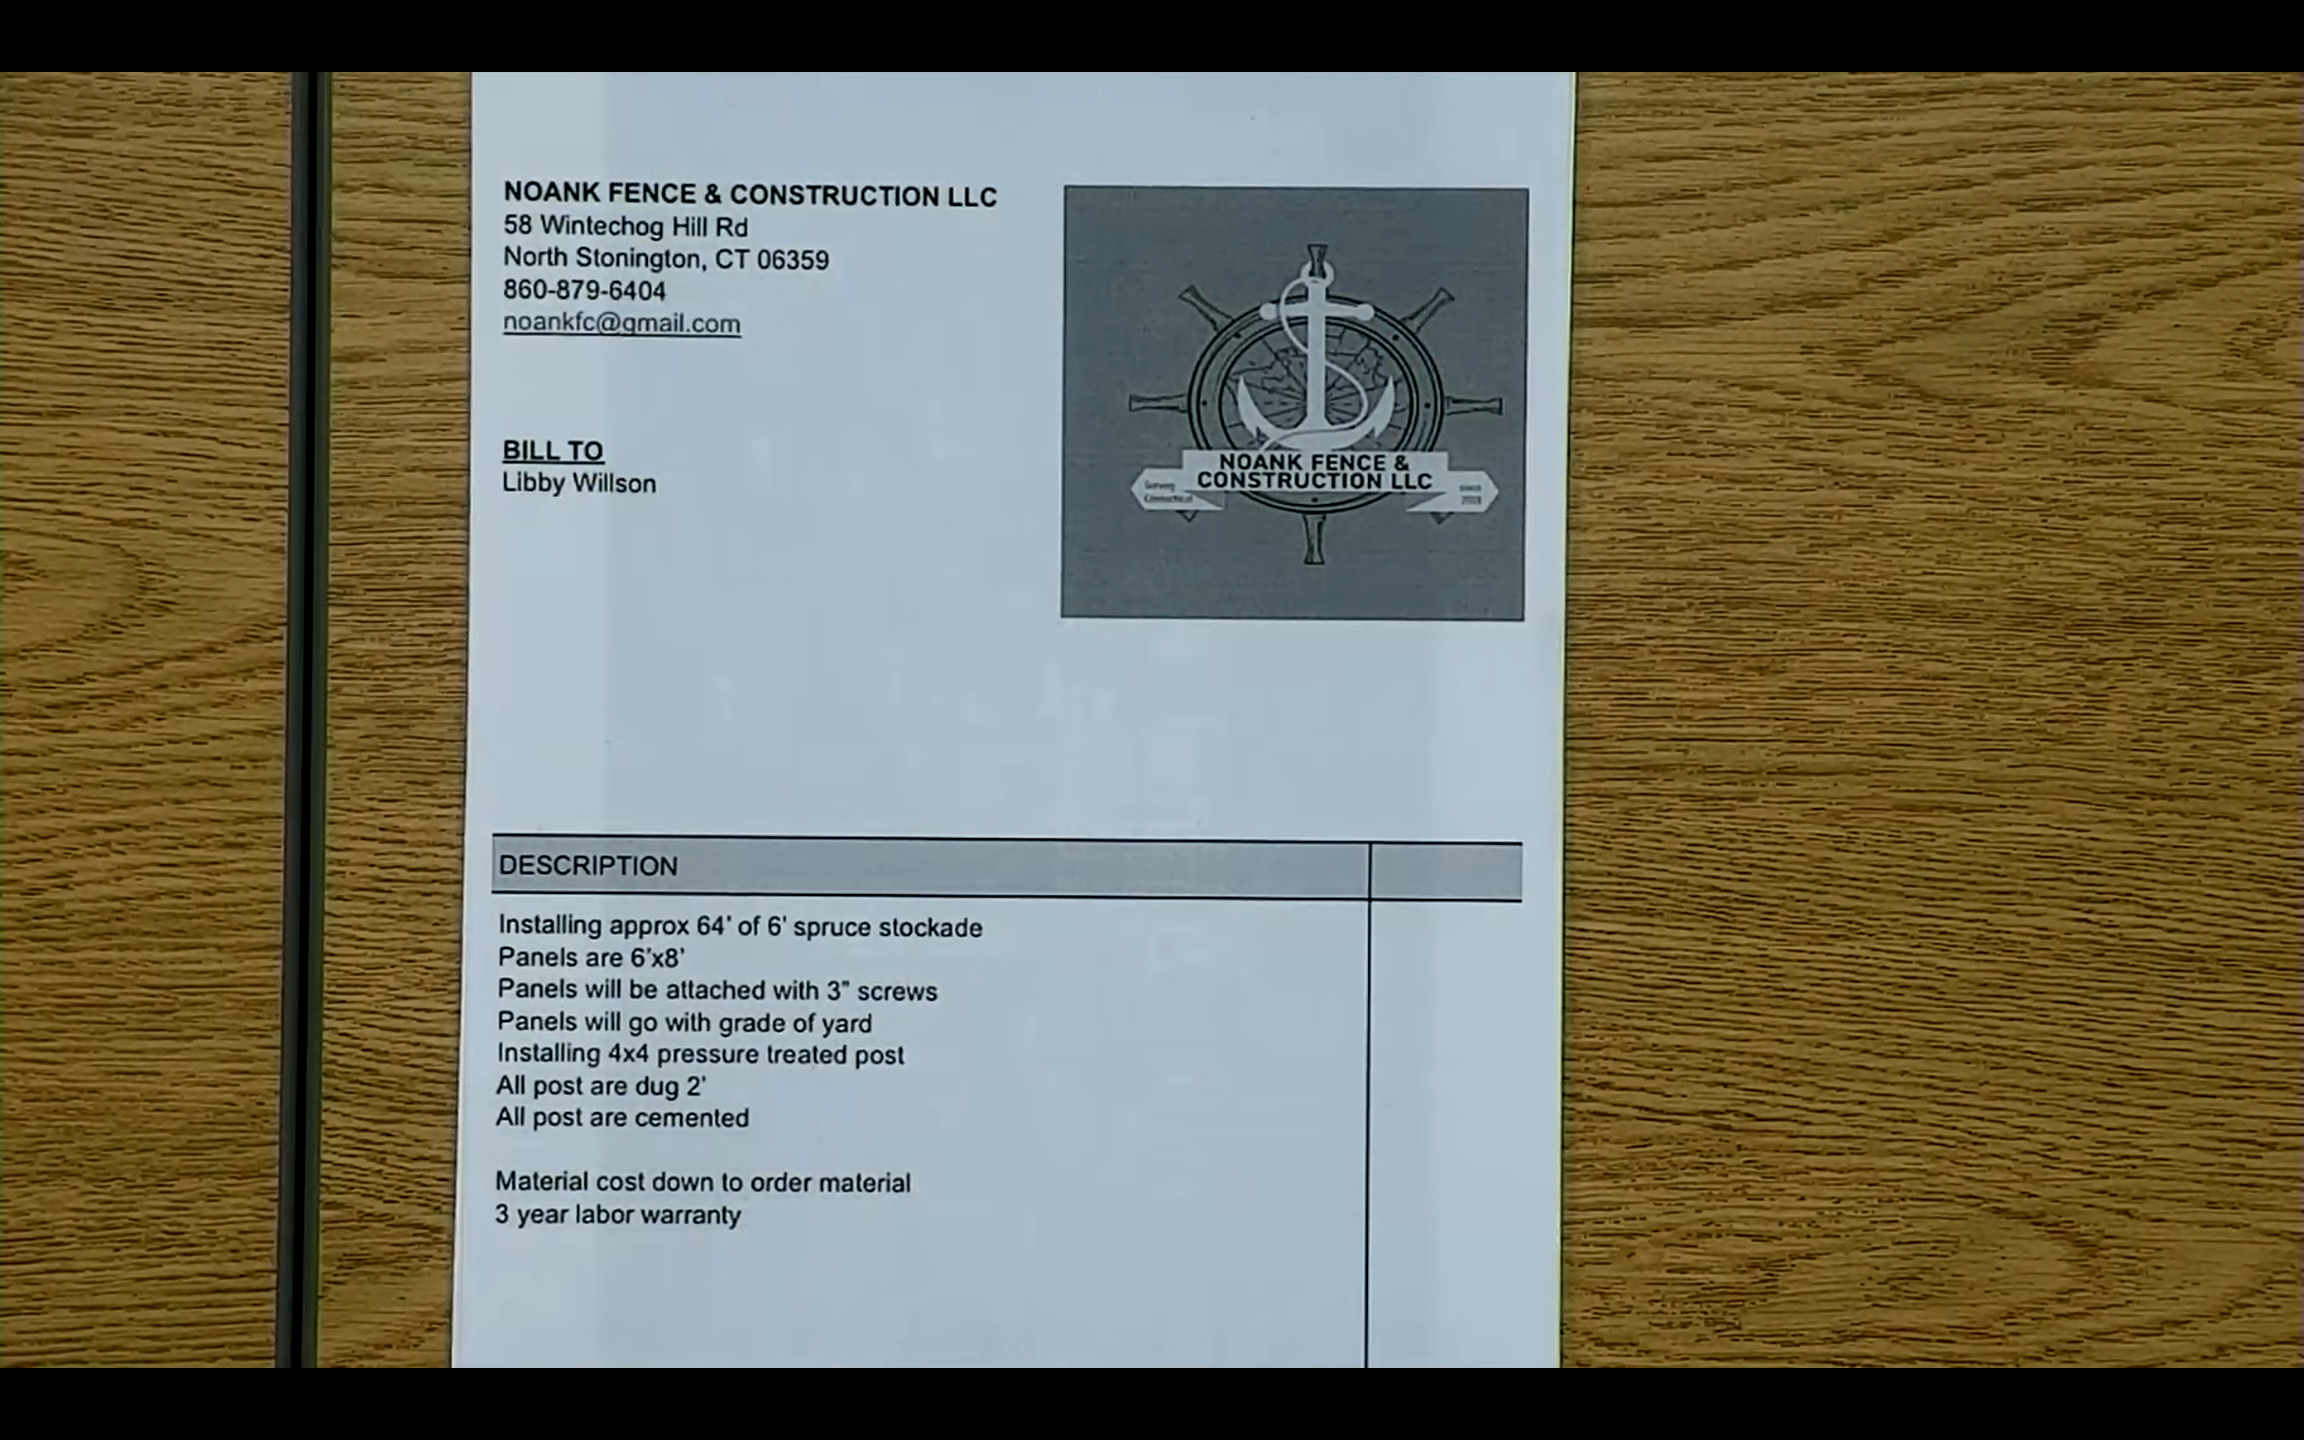 NOANK FENCE & CONSTRUCTION LLC
58 Wintechog Hill Rd
North Stonington, CT 06359
860-879-6404
noankfc@gmail.com
BILL TO
Libby Willson
NOANK FENCE &
CONSTRUCTION LLC
Serving
Connecticut
since
DESCRIPTION
Installing approx 64' of 6' spruce stockade
Panels are 6'x8'
Panels will be attached with 3" screws
Panels will go with grade of yard
Installing 4x4 pressure treated post
All post are dug 2'
All post are cemented
Material cost down to order material
3 year labor warranty